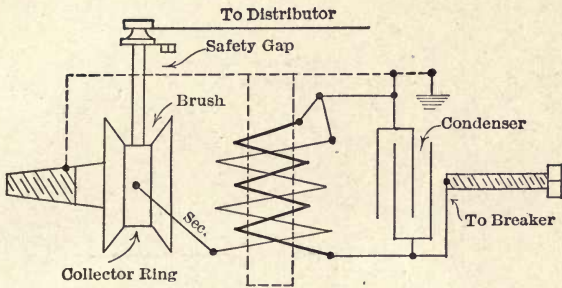 To Distributor
Safety Gap
Brush
Condenser
Sec.
To Breaker
Collector Ring